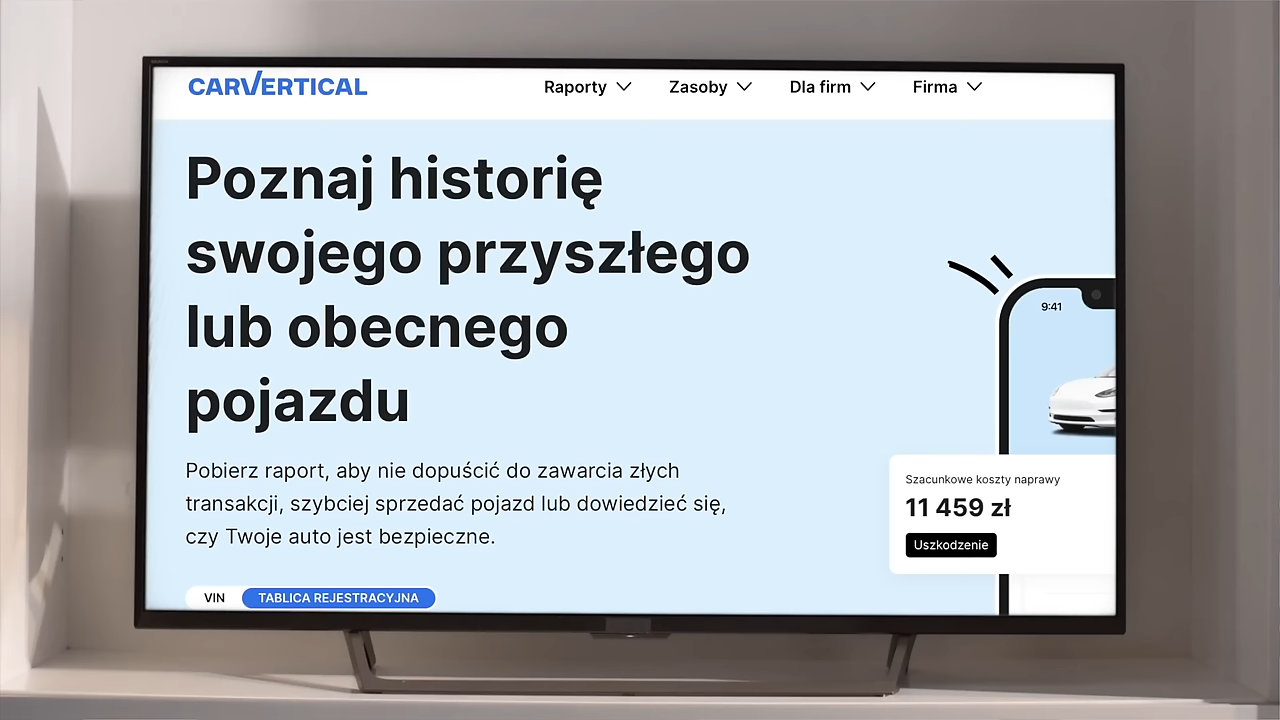 CARVERTICAL
Raporty
Zasoby
Dla firm
Firma
Poznaj historię
swojego przyszłego
lub obecnego
pojazdu
Pobierz raport, aby nie dopuścić do zawarcia złych
transakcji, szybciej sprzedać pojazd lub dowiedzieć się,
czy Twoje auto jest bezpieczne.
VIN
TABLICA REJESTRACYJNA
9:41
Szacunkowe koszty naprawy
11 459 zł
Uszkodzenie